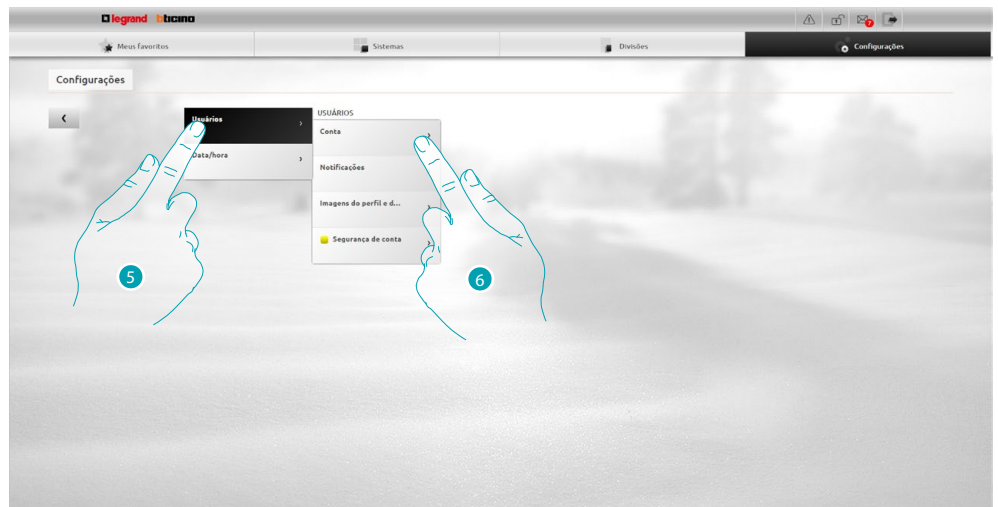 legrand bticino
7
Meus favoritos
Sistemas
Divisões
Configurações
Configurações
Usuários
Data/hora
USUÁRIOS
Conta
Notificações
Imagens do perfil e d...
Segurança de conta
5
6